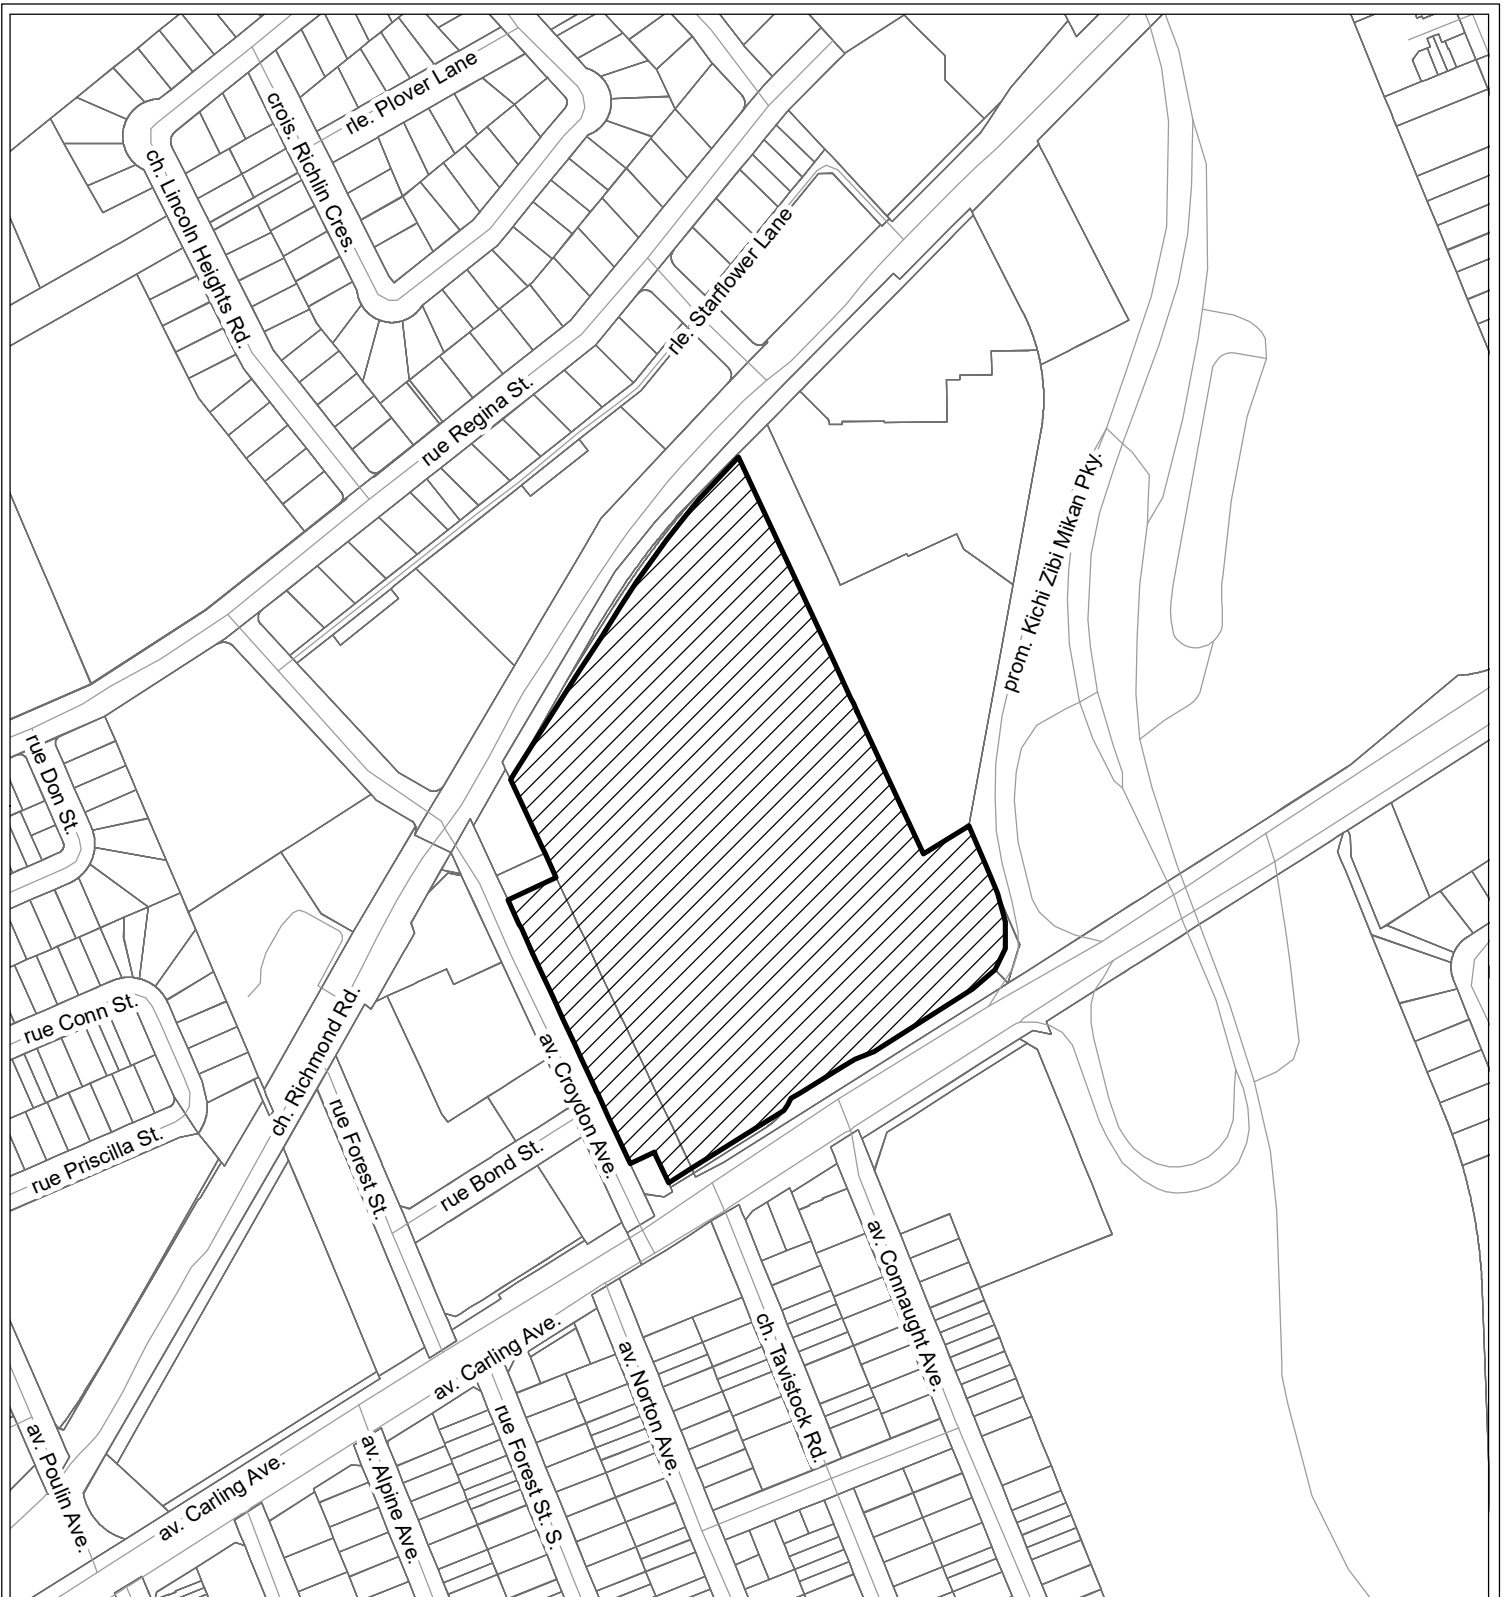 rle. Plover Lane
crois. Richlin Cres.
ch. Lincoln Heights Rd.
rle. Starflower Lane
rue Regina St.
prom. Kichi Zibi Mikan Pky.
rue Don St.
rue Conn St.
ch. Richmond Rd.
av. Croydon Ave.
rue Forest St.
rue Priscilla St.
rue Bond St.
av. Connaught Ave.
av. Carling Ave.
ch. Tavistock Rd.
av. Norton Ave.
rue Forest St. S.
av. Poulin Ave.
av. Carling Ave.
av. Alpine Ave.